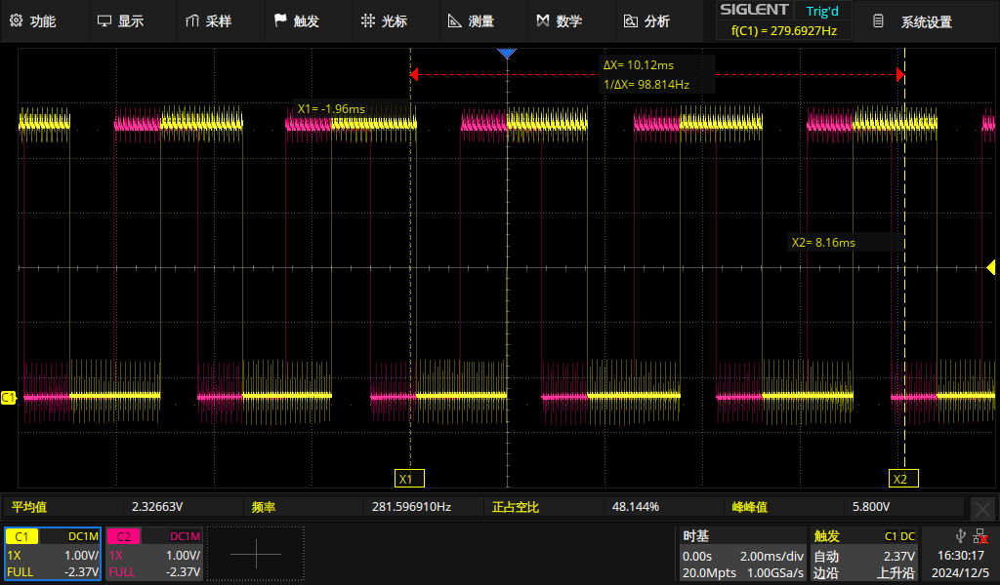 功能 显示 采样 触发 光标 测量 数学 分析 SIGLENT Trig'd 系统设置
f(C1) = 279.6927Hz
ΔX= 10.12ms
1/ΔX= 98.814Hz
X1= -1.96ms
X2= 8.16ms
C1
X1 X2
平均值 2.32663V 频率 281.596910Hz 正占空比 48.144% 峰峰值 5.800V
C1 DC1M C2 DC1M 时基 触发 C1 DC
1X 1.00V/ 1X 1.00V/ 0.00s 2.00ms/div 自动 2.37V 16:30:17
FULL -2.37V FULL -2.37V 20.0Mpts 1.00GSa/s 边沿 上升沿 2024/12/5